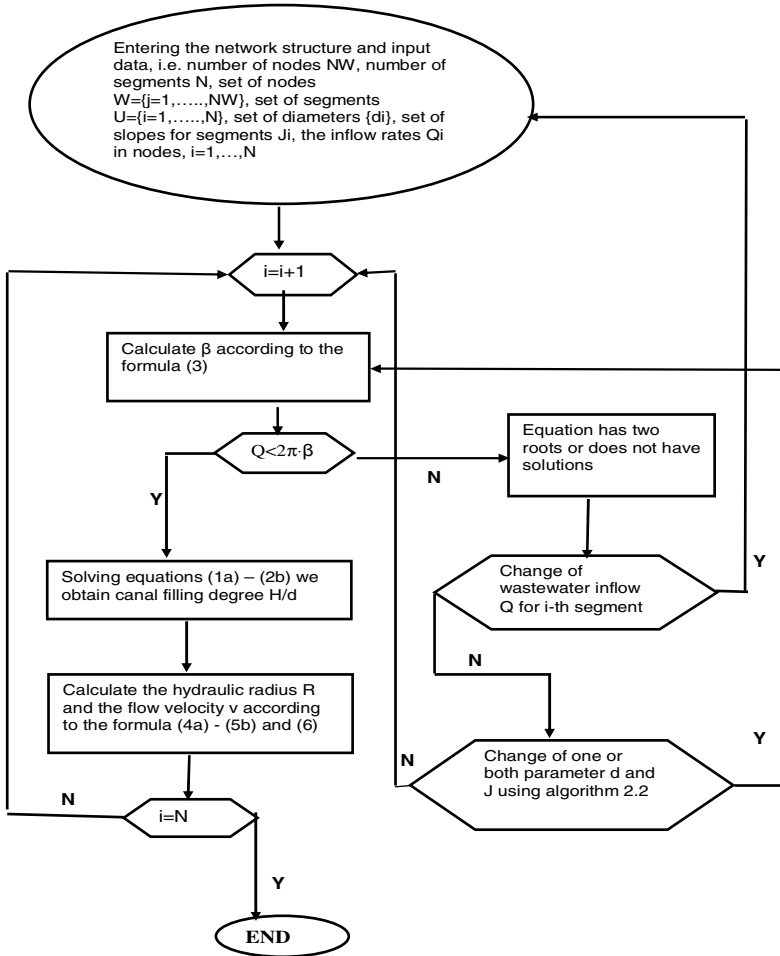 Entering the network structure and input
data, i.e. number of nodes NW, number of
segments N, set of nodes
W={j=1,…..,NW}, set of segments
U={i=1,…..,N}, set of diameters {di}, set of
slopes for segments Ji, the inflow rates Qi
in nodes, i=1,…,N
i=i+1
Calculate β according to the
formula (3)
Q<2π·β
N
Equation has two
roots or does not have
solutions
Y
Solving equations (1a) – (2b) we
obtain canal filling degree H/d
Change of
wastewater inflow
Q for i-th segment
Y
N
Calculate the hydraulic radius R
and the flow velocity v according
to the formula (4a) - (5b) and (6)
N
Change of one or
both parameter d and
J using algorithm 2.2
Y
N
i=N
Y
END